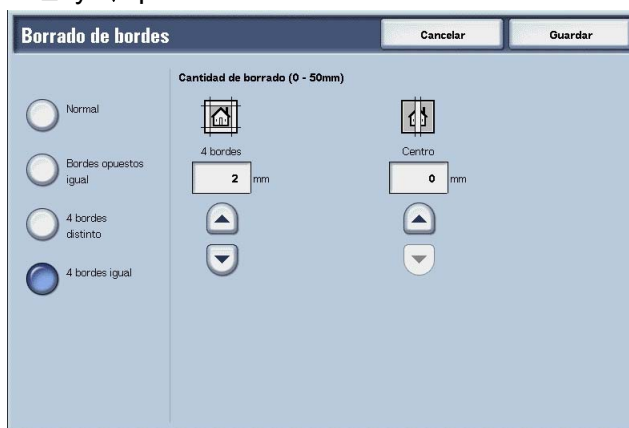 Borrado de bordes
Cancelar
Guardar
Cantidad de borrado (0 - 50mm)
Normal
Bordes opuestos
igual
4 bordes
distinto
4 bordes igual
4 bordes
2 mm
Centro
0 mm